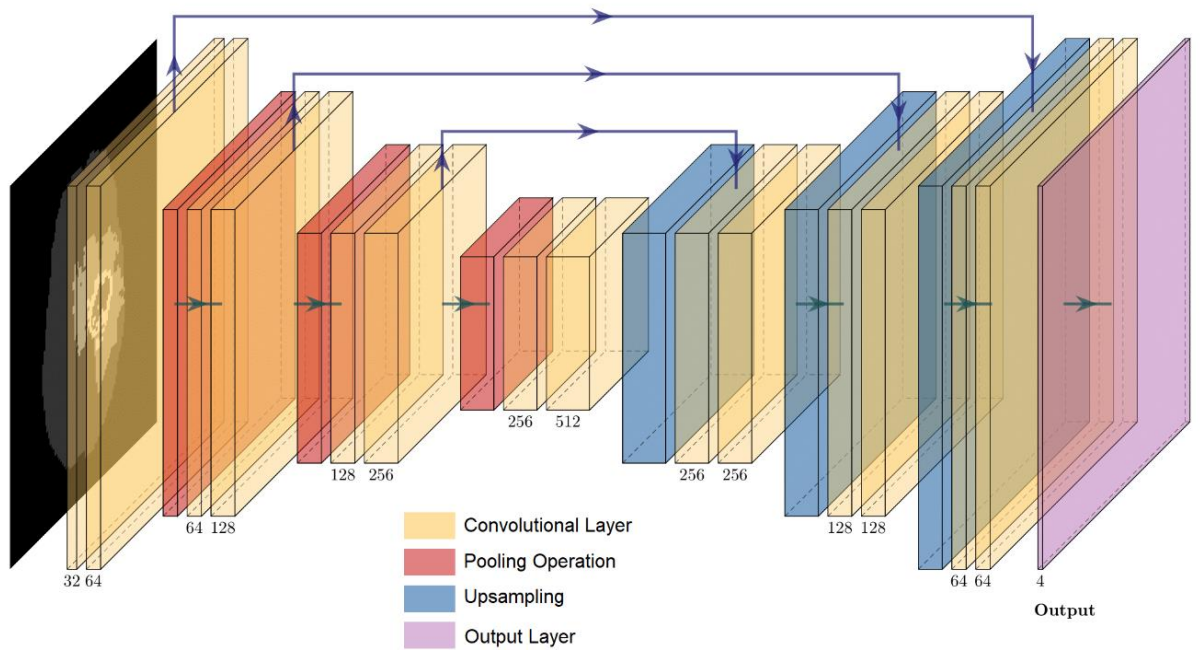 256 512
128 256
256 256
64 128
128 128
32 64
64 64
4
Output
Convolutional Layer
Pooling Operation
Upsampling
Output Layer